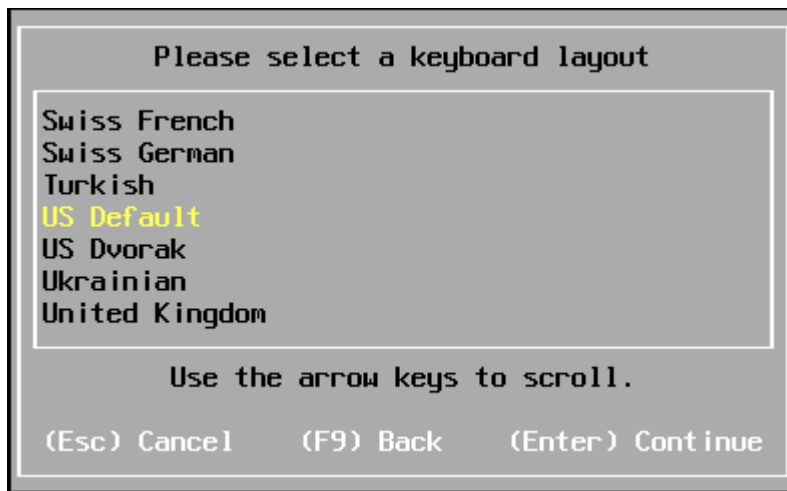 Please select a keyboard layout
Swiss French
Swiss German
Turkish
US Default
US Dvorak
Ukrainian
United Kingdom
Use the arrow keys to scroll.
(Esc) Cancel (F9) Back (Enter) Continue